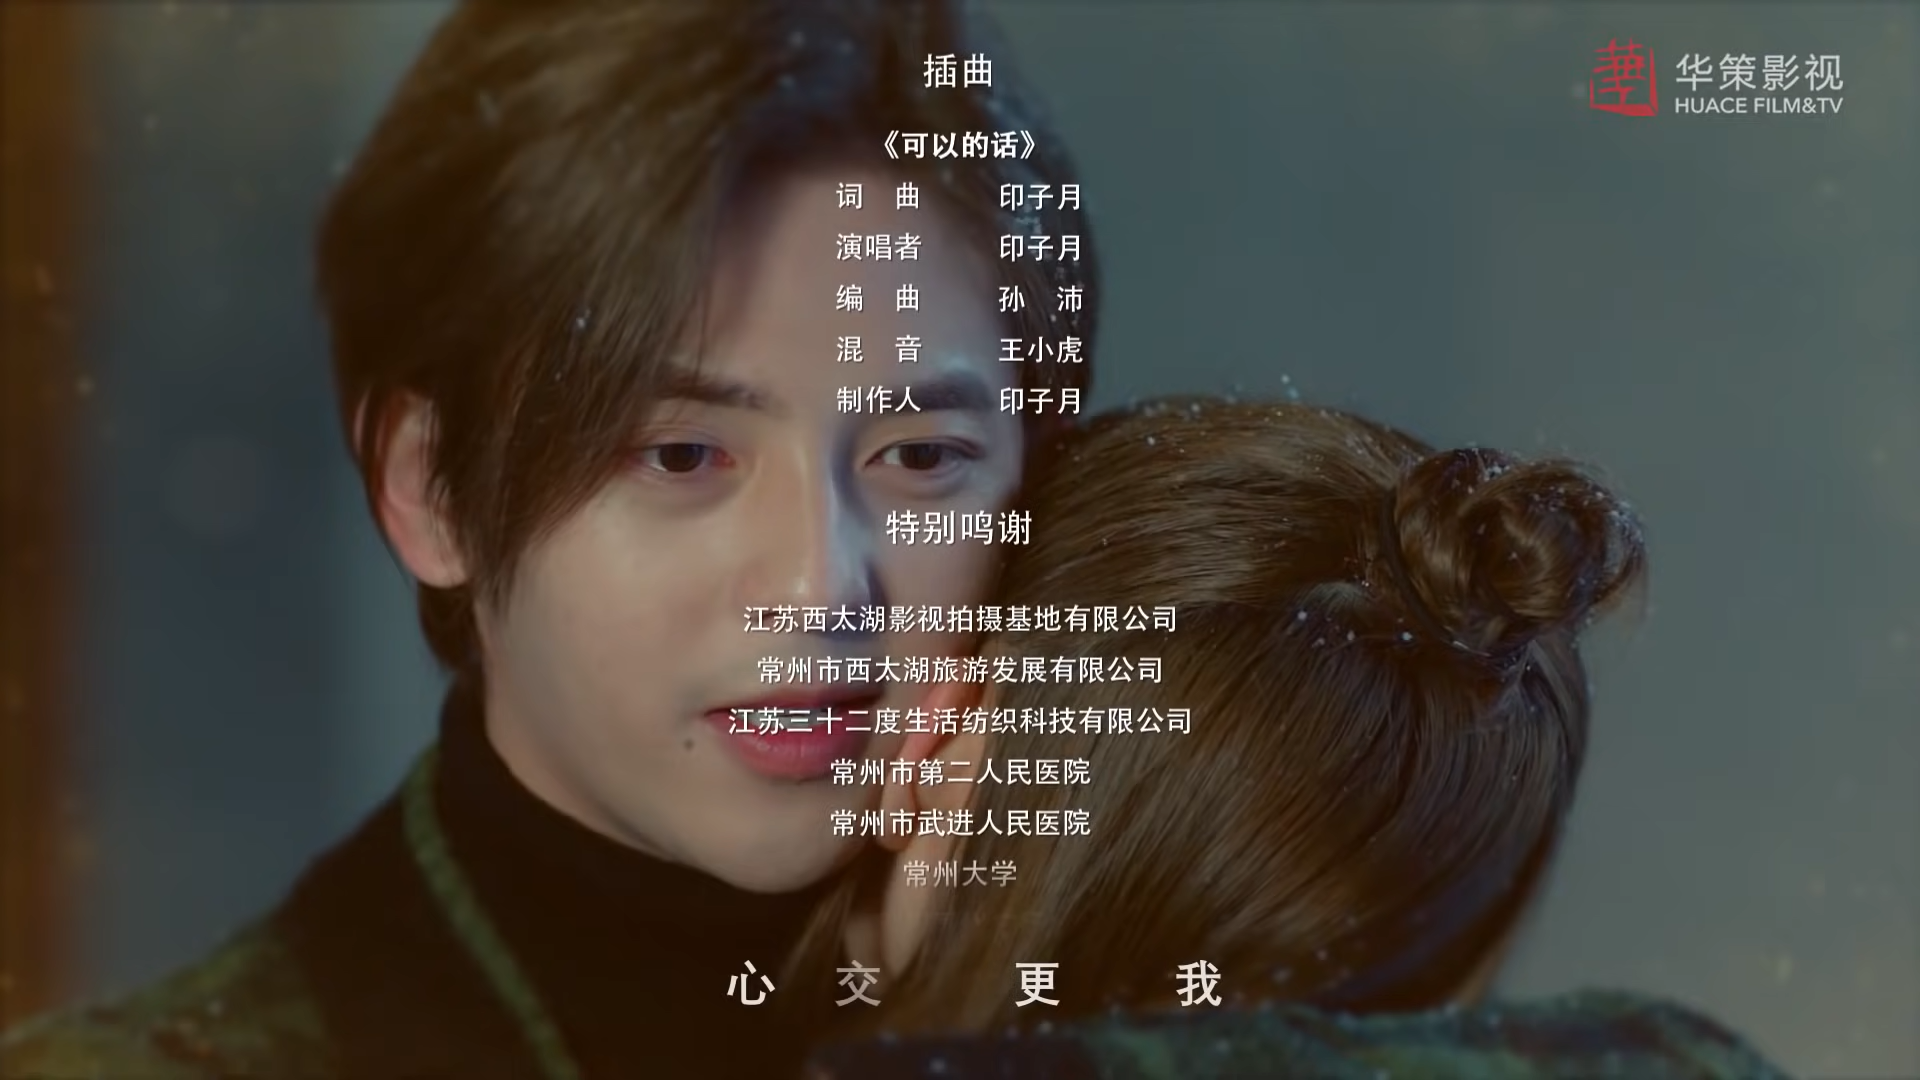 插曲
华策影视
HUACE FILM&TV
《可以的话》
词 曲 印子月
演唱者 印子月
编 曲 孙 沛
混 音 王小虎
制作人 印子月
特别鸣谢
江苏西太湖影视拍摄基地有限公司
常州市西太湖旅游发展有限公司
江苏三十二度生活纺织科技有限公司
常州市第二人民医院
常州市武进人民医院
常州大学
心 交 更 我